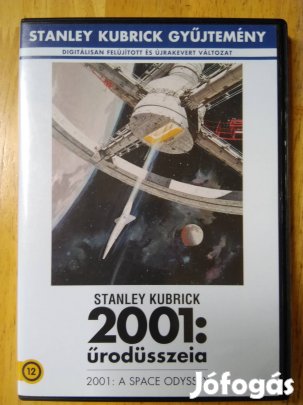 STANLEY KUBRICK GYŰJTEMÉNY
DIGITÁLISAN FELÚJÍTOTT ÉS ÚJRAKEVERT VÁLTOZAT
STANLEY KUBRICK
2001:
űrodüsszeia
12
2001: A SPACE ODYSS
Jófogás